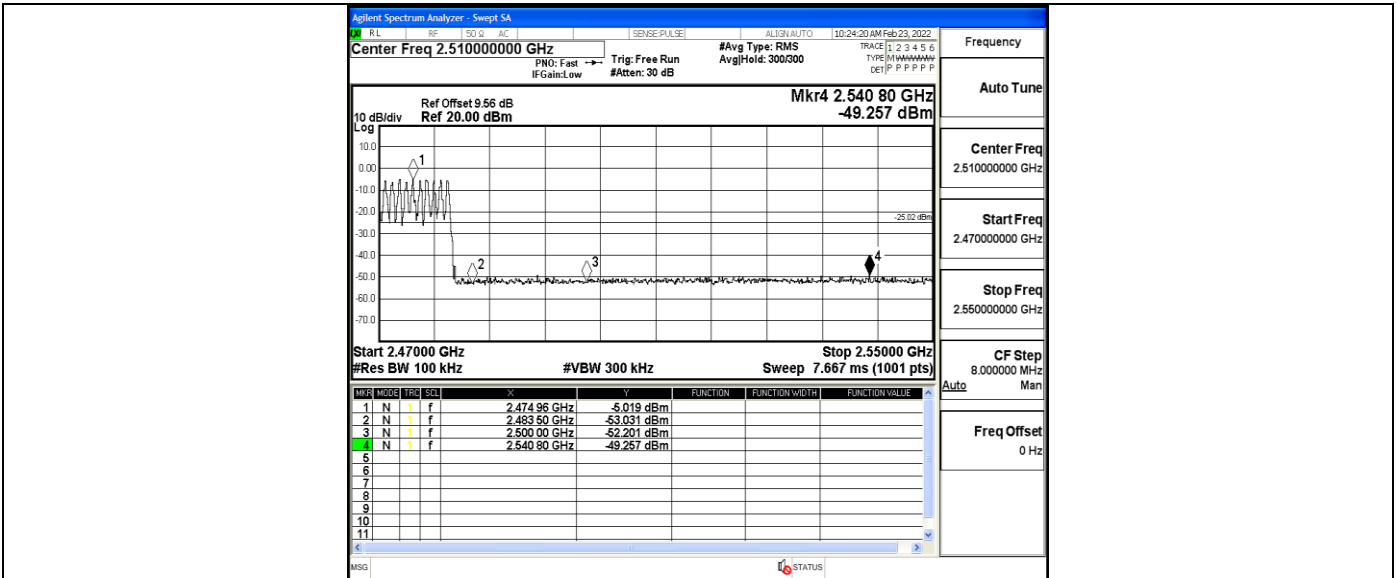 Agilent Spectrum Analyzer - Swept SA
RL RF 50 Ω AC SENSE:PULSE ALIGN AUTO 10:24:20 AM Feb 23, 2022
Center Freq 2.510000000 GHz
PNO: Fast
IFGain:Low
Trig: Free Run
#Atten: 30 dB
#Avg Type: RMS
Avg|Hold: 300/300
TRACE 1 2 3 4 5 6
TYPE M WWWWW
DET P P P P P P
Ref Offset 9.56 dB
Ref 20.00 dBm
10 dB/div
Log
Mkr4 2.540 80 GHz
-49.257 dBm
10.0
0.00
-10.0
-20.0
-30.0
-40.0
-50.0
-60.0
-70.0
1
2
3
4
-25.02 dBm
Start 2.47000 GHz Stop 2.55000 GHz
#Res BW 100 kHz #VBW 300 kHz Sweep 7.667 ms (1001 pts)
MKR MODE TRC SCL X Y FUNCTION FUNCTION WIDTH FUNCTION VALUE
1 N 1 f 2.474 96 GHz -5.019 dBm
2 N 1 f 2.483 50 GHz -53.031 dBm
3 N 1 f 2.500 00 GHz -52.201 dBm
4 N 1 f 2.540 80 GHz -49.257 dBm
5
6
7
8
9
10
11
MSG STATUS
Frequency
Auto Tune
Center Freq
2.510000000 GHz
Start Freq
2.470000000 GHz
Stop Freq
2.550000000 GHz
CF Step
8.000000 MHz
Auto Man
Freq Offset
0 Hz